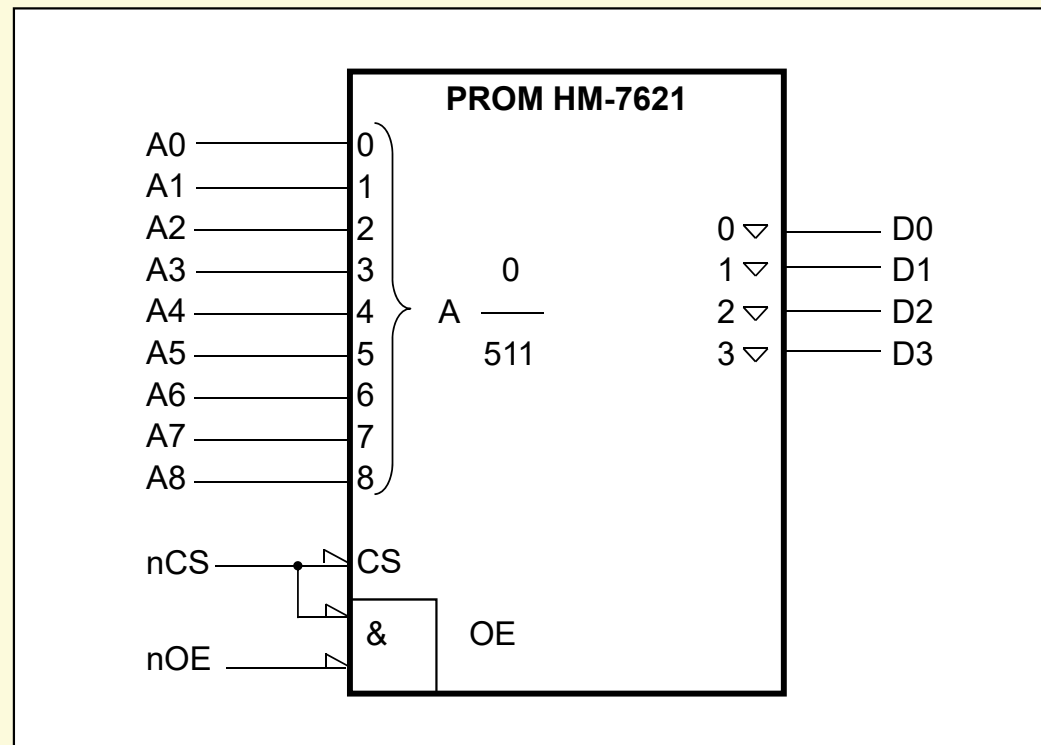 PROM HM-7621
A0 0
A1 1
A2 2 0 D0
A3 3 0 1 D1
A4 4 A 2 D2
A5 5 511 3 D3
A6 6
A7 7
A8 8
nCS CS
& OE
nOE